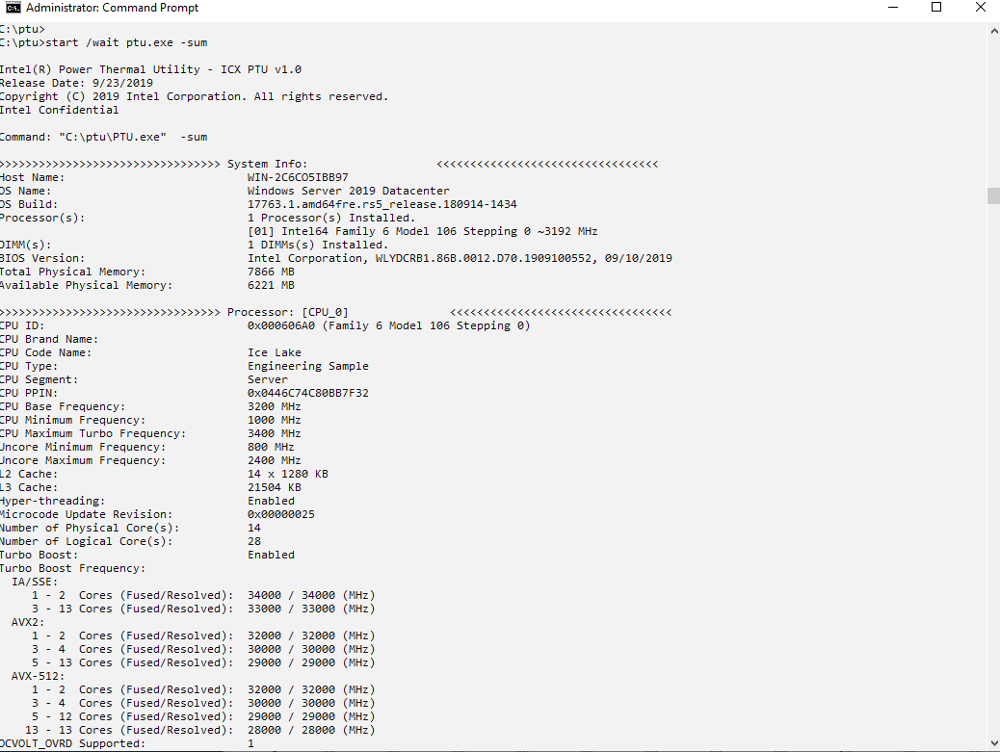 Administrator: Command Prompt
C:\ptu>
C:\ptu>start /wait ptu.exe -sum
Intel(R) Power Thermal Utility - ICX PTU v1.0
Release Date: 9/23/2019
Copyright (C) 2019 Intel Corporation. All rights reserved.
Intel Confidential
Command: "C:\ptu\PTU.exe"  -sum
>>>>>>>>>>>>>>>>>>>>>>>>>>>>>>>>> System Info:                   <<<<<<<<<<<<<<<<<<<<<<<<<<<<<<<<<
Host Name:                           WIN-2C6CO5IBB97
OS Name:                             Windows Server 2019 Datacenter
OS Build:                            17763.1.amd64fre.rs5_release.180914-1434
Processor(s):                        1 Processor(s) Installed.
[01] Intel64 Family 6 Model 106 Stepping 0 ~3192 MHz
DIMM(s):                             1 DIMMs(s) Installed.
BIOS Version:                        Intel Corporation, WLYDCRB1.86B.0012.D70.1909100552, 09/10/2019
Total Physical Memory:               7866 MB
Available Physical Memory:           6221 MB
>>>>>>>>>>>>>>>>>>>>>>>>>>>>>>>>> Processor: [CPU_0]               <<<<<<<<<<<<<<<<<<<<<<<<<<<<<<<<<
CPU ID:                              0x000606A0 (Family 6 Model 106 Stepping 0)
CPU Brand Name:
CPU Code Name:                       Ice Lake
CPU Type:                            Engineering Sample
CPU Segment:                         Server
CPU PPIN:                            0x0446C74C80BB7F32
CPU Base Frequency:                  3200 MHz
CPU Minimum Frequency:               1000 MHz
CPU Maximum Turbo Frequency:         3400 MHz
Uncore Minimum Frequency:            800 MHz
Uncore Maximum Frequency:            2400 MHz
L2 Cache:                            14 x 1280 KB
L3 Cache:                            21504 KB
Hyper-threading:                     Enabled
Microcode Update Revision:           0x00000025
Number of Physical Core(s):          14
Number of Logical Core(s):           28
Turbo Boost:                         Enabled
Turbo Boost Frequency:
IA/SSE:
1 - 2  Cores (Fused/Resolved):  34000 / 34000 (MHz)
3 - 13 Cores (Fused/Resolved):  33000 / 33000 (MHz)
AVX2:
1 - 2  Cores (Fused/Resolved):  32000 / 32000 (MHz)
3 - 4  Cores (Fused/Resolved):  30000 / 30000 (MHz)
5 - 13 Cores (Fused/Resolved):  29000 / 29000 (MHz)
AVX-512:
1 - 2  Cores (Fused/Resolved):  32000 / 32000 (MHz)
3 - 4  Cores (Fused/Resolved):  30000 / 30000 (MHz)
5 - 12 Cores (Fused/Resolved):  29000 / 29000 (MHz)
13 - 13 Cores (Fused/Resolved):  28000 / 28000 (MHz)
OCVOLT_OVRD Supported:               1